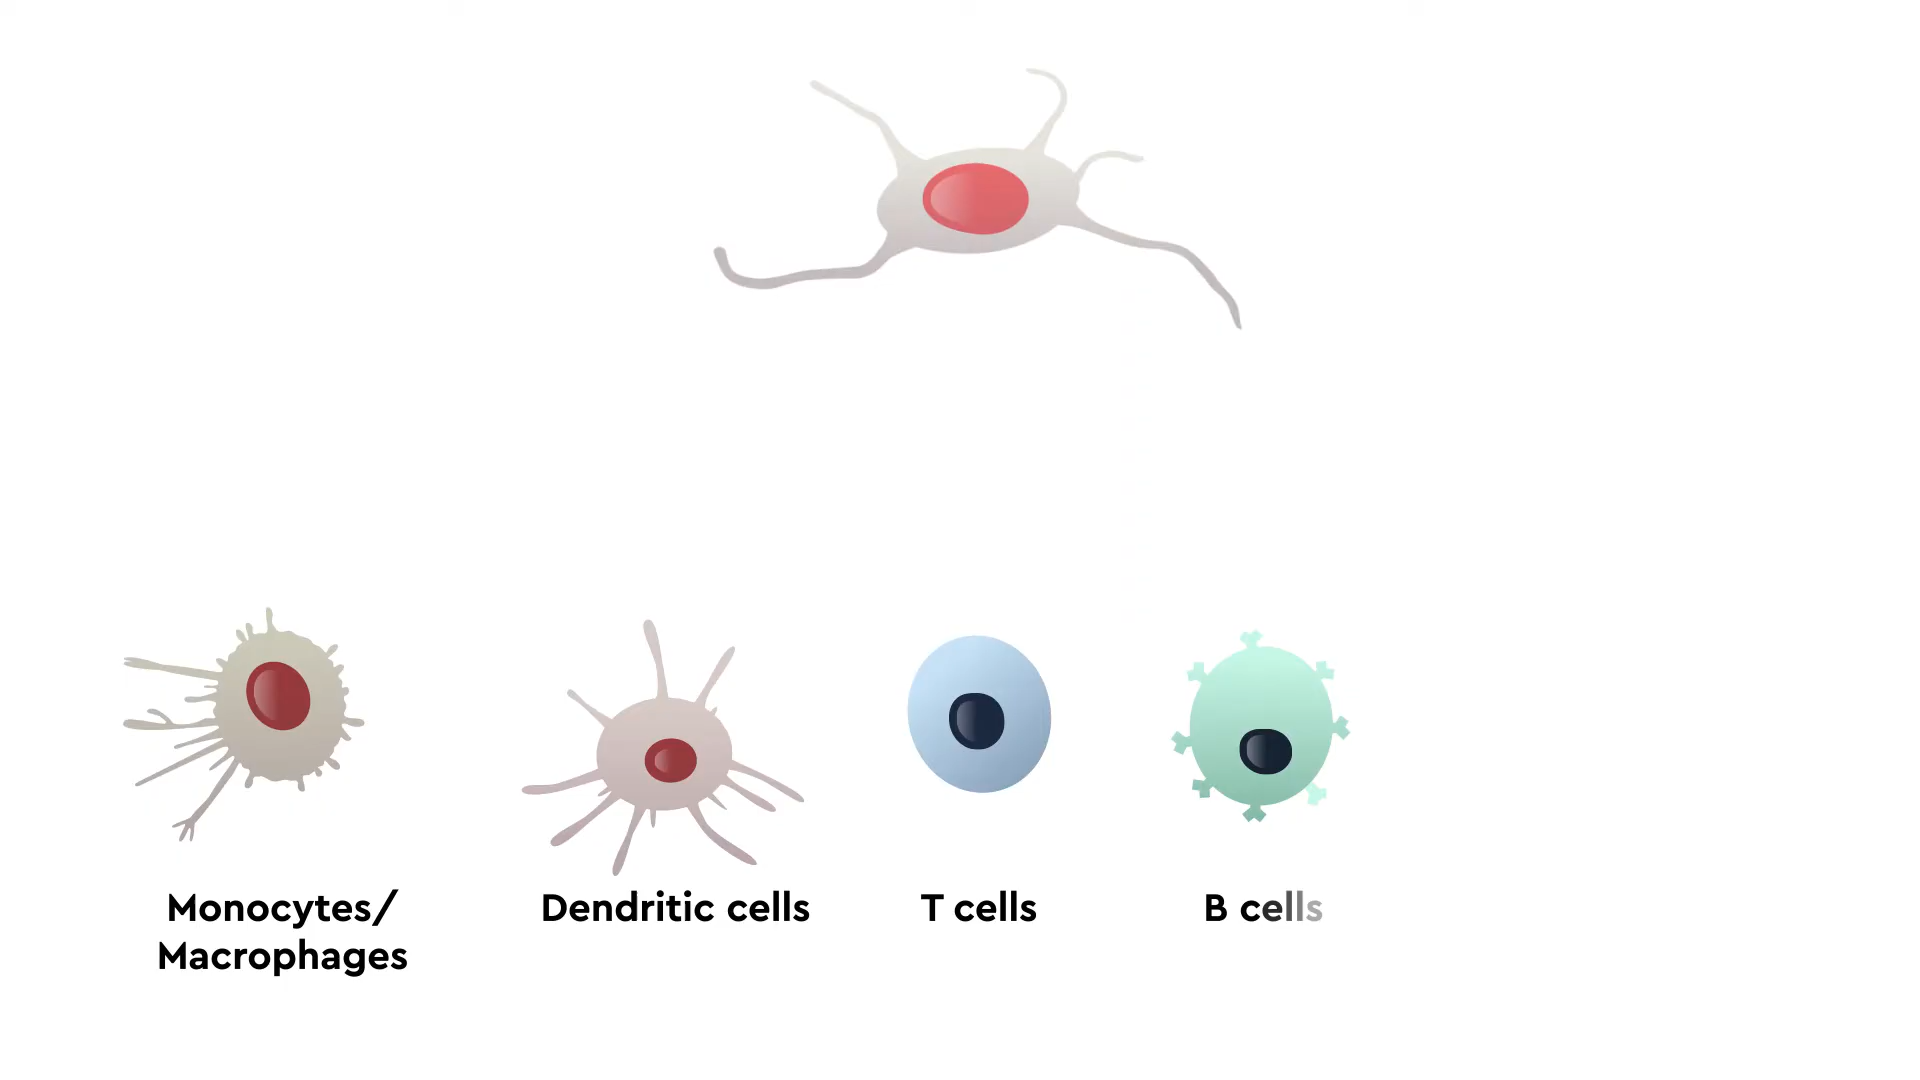 Monocytes/
Macrophages
Dendritic cells
T cells
B cells